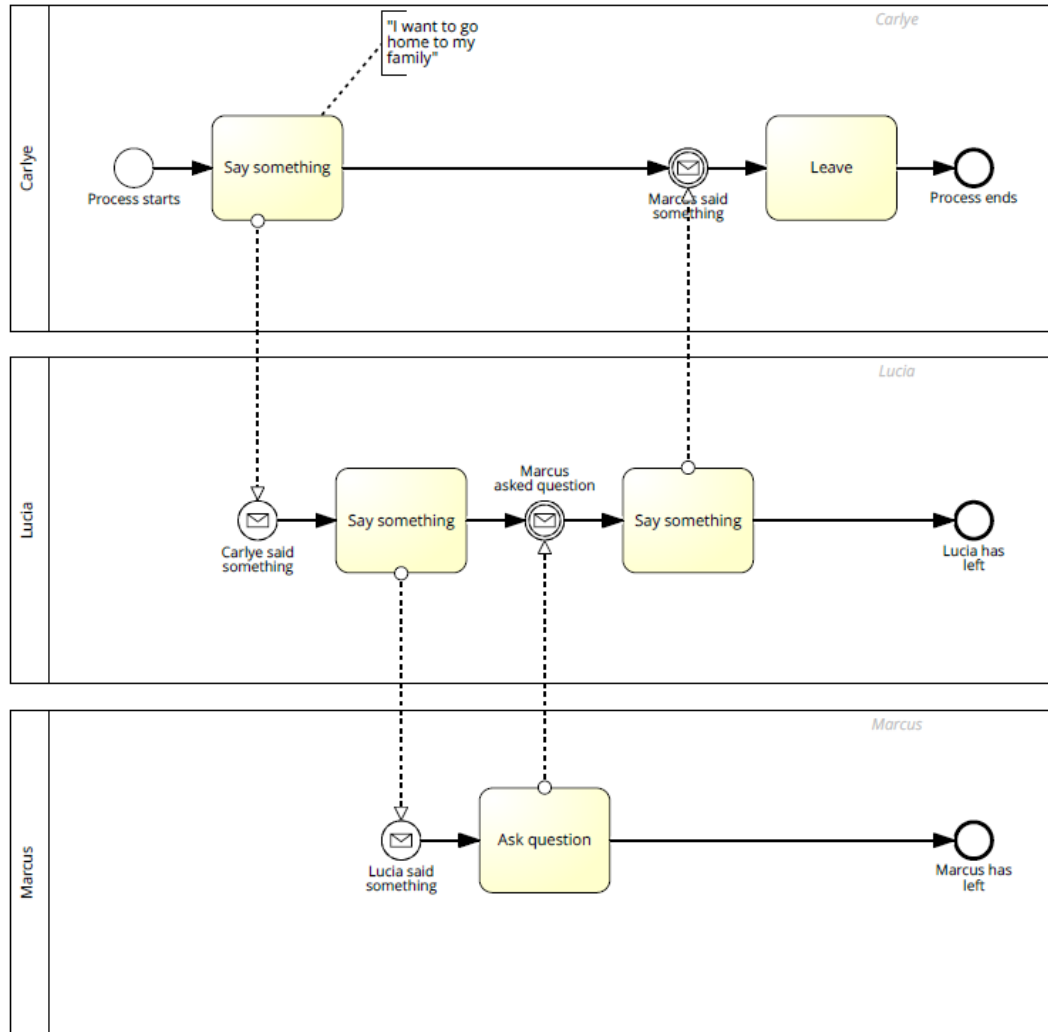 Carlye
Carlye
"I want to go
home to my
family"
Say something
Leave
Process starts
Marcus said
something
Process ends
Lucia
Lucia
Marcus
asked question
Say something
Say something
Carlye said
something
Lucia has
left
Marcus
Marcus
Ask question
Lucia said
something
Marcus has
left